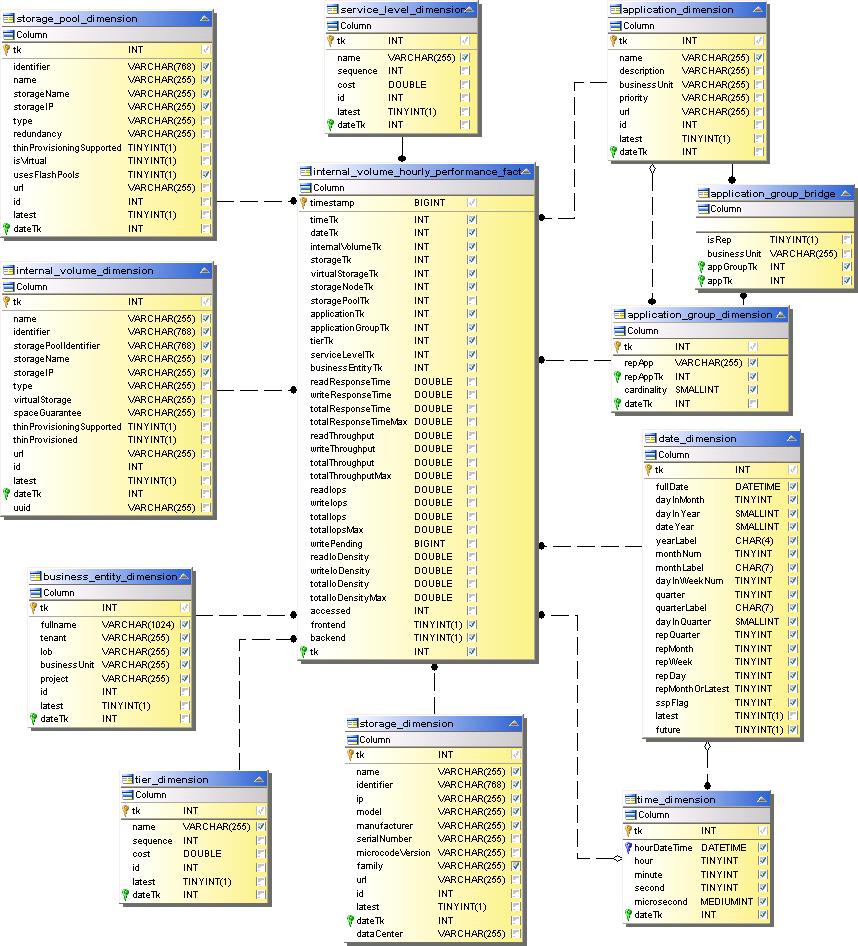 storage_pool_dimension
Column
tk INT
identifier VARCHAR(768)
name VARCHAR(255)
storageName VARCHAR(255)
storageIP VARCHAR(255)
type VARCHAR(255)
redundancy VARCHAR(255)
thinProvisioningSupported TINYINT(1)
isVirtual TINYINT(1)
usesFlashPools TINYINT(1)
url VARCHAR(255)
id INT
latest TINYINT(1)
dateTk INT
service_level_dimension
Column
tk INT
name VARCHAR(255)
sequence INT
cost DOUBLE
id INT
latest TINYINT(1)
dateTk INT
application_dimension
Column
tk INT
name VARCHAR(255)
description VARCHAR(255)
businessUnit VARCHAR(255)
priority VARCHAR(255)
url VARCHAR(255)
id INT
latest TINYINT(1)
dateTk INT
internal_volume_hourly_performance_fact
Column
timestamp BIGINT
timeTk INT
dateTk INT
internalVolumeTk INT
storageTk INT
virtualStorageTk INT
storageNodeTk INT
storagePoolTk INT
applicationTk INT
applicationGroupTk INT
tierTk INT
serviceLevelTk INT
businessEntityTk INT
readResponseTime DOUBLE
writeResponseTime DOUBLE
totalResponseTime DOUBLE
totalResponseTimeMax DOUBLE
readThroughput DOUBLE
writeThroughput DOUBLE
totalThroughput DOUBLE
totalThroughputMax DOUBLE
readIops DOUBLE
writeIops DOUBLE
totalIops DOUBLE
totalIopsMax DOUBLE
writePending BIGINT
readIoDensity DOUBLE
writeIoDensity DOUBLE
totalIoDensity DOUBLE
totalIoDensityMax DOUBLE
accessed INT
frontend TINYINT(1)
backend TINYINT(1)
tk INT
application_group_bridge
Column
isRep TINYINT(1)
businessUnit VARCHAR(255)
appGroupTk INT
appTk INT
internal_volume_dimension
Column
tk INT
name VARCHAR(255)
identifier VARCHAR(768)
storagePoolIdentifier VARCHAR(768)
storageName VARCHAR(255)
storageIP VARCHAR(255)
type VARCHAR(255)
virtualStorage VARCHAR(255)
spaceGuarantee VARCHAR(255)
thinProvisioningSupported TINYINT(1)
thinProvisioned TINYINT(1)
url VARCHAR(255)
id INT
latest TINYINT(1)
dateTk INT
uuid VARCHAR(255)
application_group_dimension
Column
tk INT
repApp VARCHAR(255)
repAppTk INT
cardinality SMALLINT
dateTk INT
date_dimension
Column
tk INT
fullDate DATETIME
dayInMonth TINYINT
dayInYear SMALLINT
dateYear SMALLINT
yearLabel CHAR(4)
monthNum TINYINT
monthLabel CHAR(7)
dayInWeekNum TINYINT
quarter TINYINT
quarterLabel CHAR(7)
dayInQuarter SMALLINT
repQuarter TINYINT
repMonth TINYINT
repWeek TINYINT
repDay TINYINT
repMonthOrLatest TINYINT
sspFlag TINYINT
latest TINYINT(1)
future TINYINT(1)
business_entity_dimension
Column
tk INT
fullname VARCHAR(1024)
tenant VARCHAR(255)
lob VARCHAR(255)
businessUnit VARCHAR(255)
project VARCHAR(255)
id INT
latest TINYINT(1)
dateTk INT
storage_dimension
Column
tk INT
name VARCHAR(255)
identifier VARCHAR(768)
ip VARCHAR(255)
model VARCHAR(255)
manufacturer VARCHAR(255)
serialNumber VARCHAR(255)
microcodeVersion VARCHAR(255)
family VARCHAR(255)
url VARCHAR(255)
id INT
latest TINYINT(1)
dateTk INT
dataCenter VARCHAR(255)
tier_dimension
Column
tk INT
name VARCHAR(255)
sequence INT
cost DOUBLE
id INT
latest TINYINT(1)
dateTk INT
time_dimension
Column
tk INT
hourDateTime DATETIME
hour TINYINT
minute TINYINT
second TINYINT
microsecond MEDIUMINT
dateTk INT